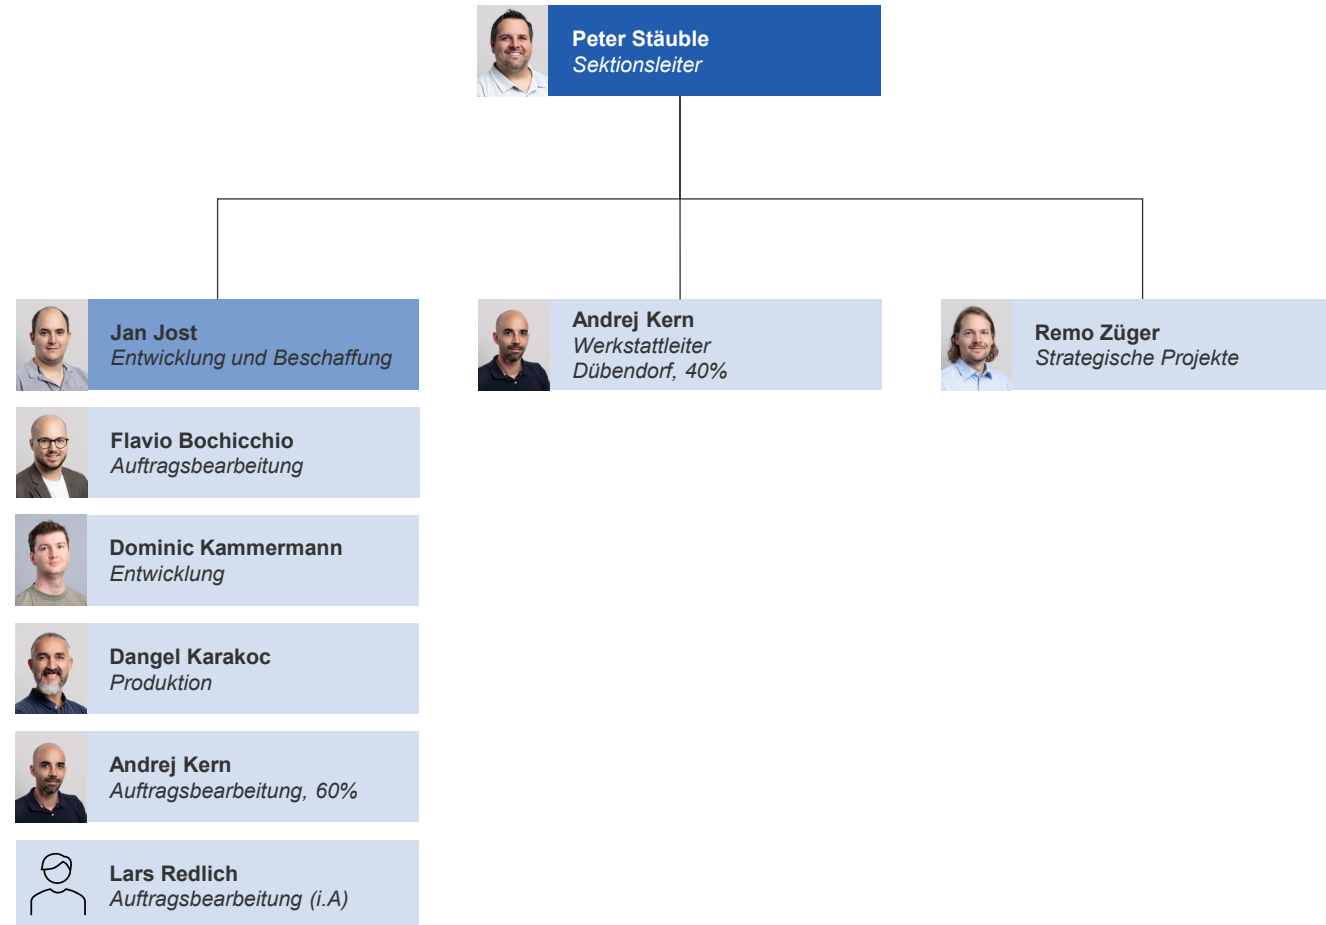 Peter Stäuble
Sektionsleiter
Jan Jost
Entwicklung und Beschaffung
Andrej Kern
Werkstattleiter
Dübendorf, 40%
Remo Züger
Strategische Projekte
Flavio Bochicchio
Auftragsbearbeitung
Dominic Kammermann
Entwicklung
Dangel Karakoc
Produktion
Andrej Kern
Auftragsbearbeitung, 60%
Lars Redlich
Auftragsbearbeitung (i.A)